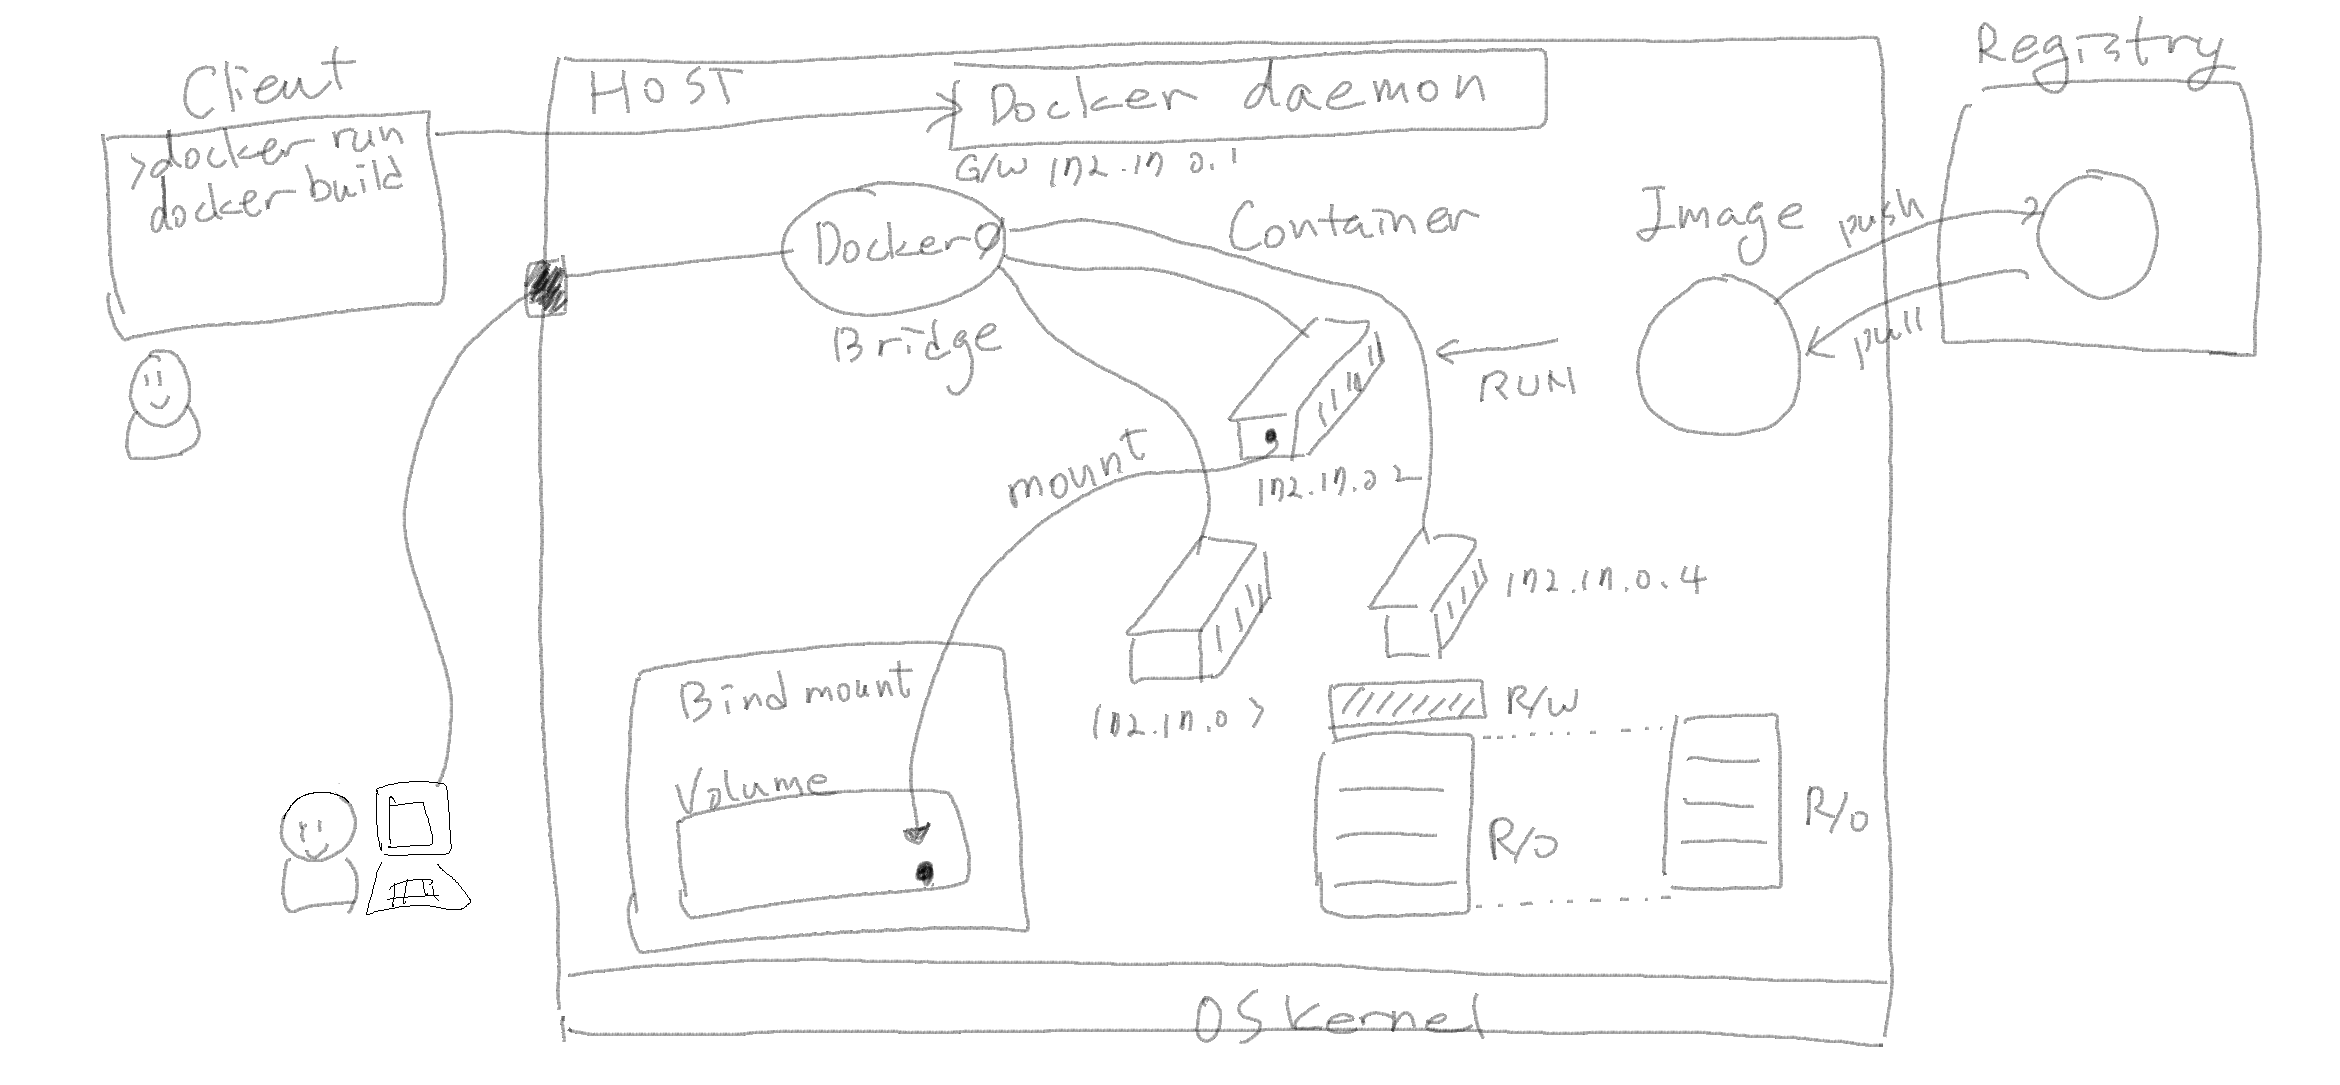 Client
>docker run
docker build
HOST
Docker daemon
G/W 172.17 0.1
Docker0
Bridge
Container
Image
Registry
push
pull
RUN
mount
172.17.0 2
172.17.0.4
172.17.0
Bind mount
Volume
R/W
R/O
R/O
OS Kernel